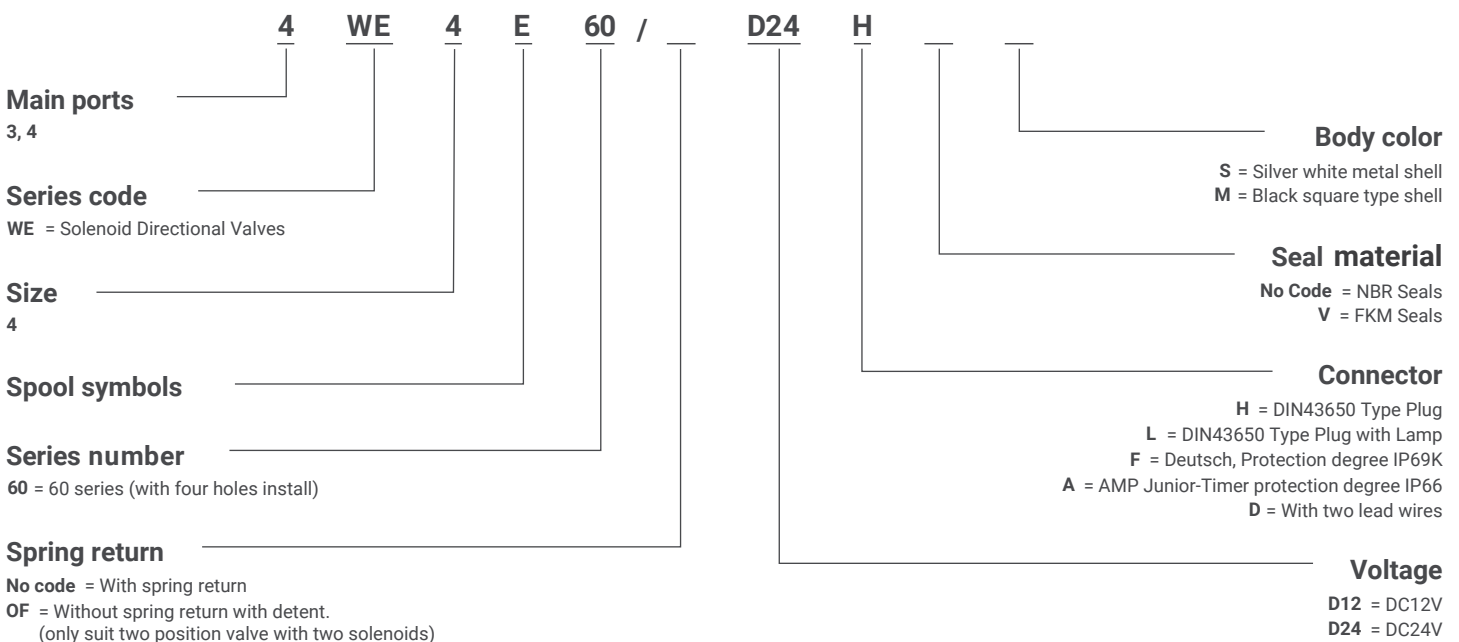 4 WE 4 E 60 / _ D24 H _ _
Main ports
3, 4
Series code
WE = Solenoid Directional Valves
Size
4
Spool symbols
Series number
60 = 60 series (with four holes install)
Spring return
No code = With spring return
OF = Without spring return with detent.
(only suit two position valve with two solenoids)
Body color
S = Silver white metal shell
M = Black square type shell
Seal material
No Code = NBR Seals
V = FKM Seals
Connector
H = DIN43650 Type Plug
L = DIN43650 Type Plug with Lamp
F = Deutsch, Protection degree IP69K
A = AMP Junior-Timer protection degree IP66
D = With two lead wires
Voltage
D12 = DC12V
D24 = DC24V